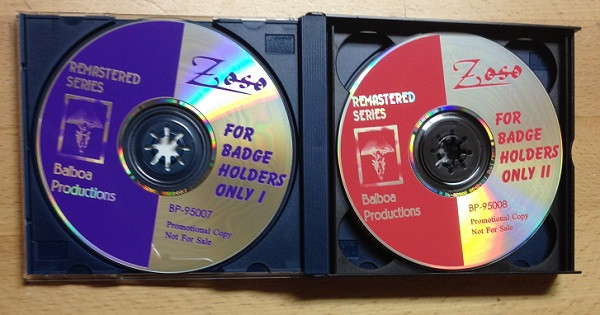 REMASTERED
SERIES
Balboa
Productions
Zoso
FOR
BADGE
HOLDERS
ONLY I
BP-95007
Promotional Copy
Not For Sale
REMASTERED
SERIES
Balboa
Productions
Zoso
FOR
BADGE
HOLDERS
ONLY II
BP-95008
Promotional Copy
Not For Sale